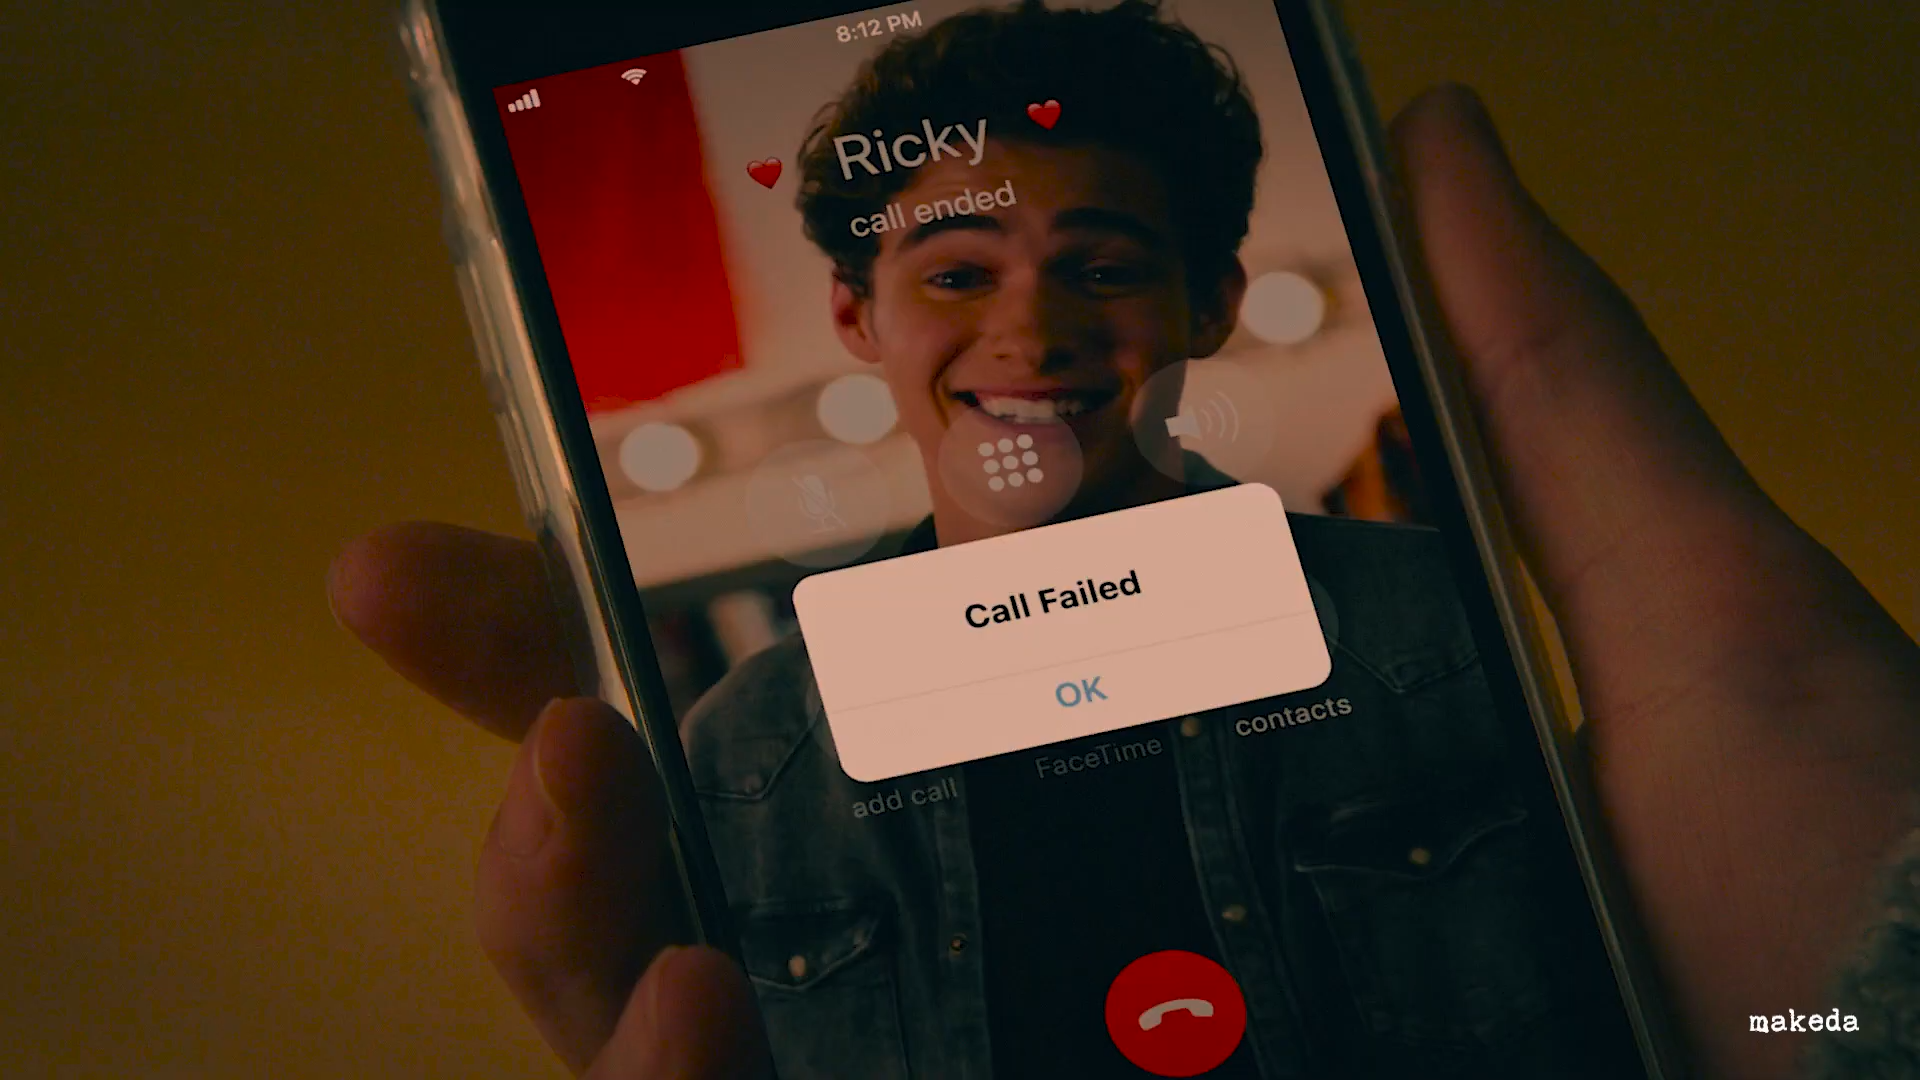 8:12 PM
Ricky
call ended
Call Failed
OK
add call
FaceTime
contacts
makeda